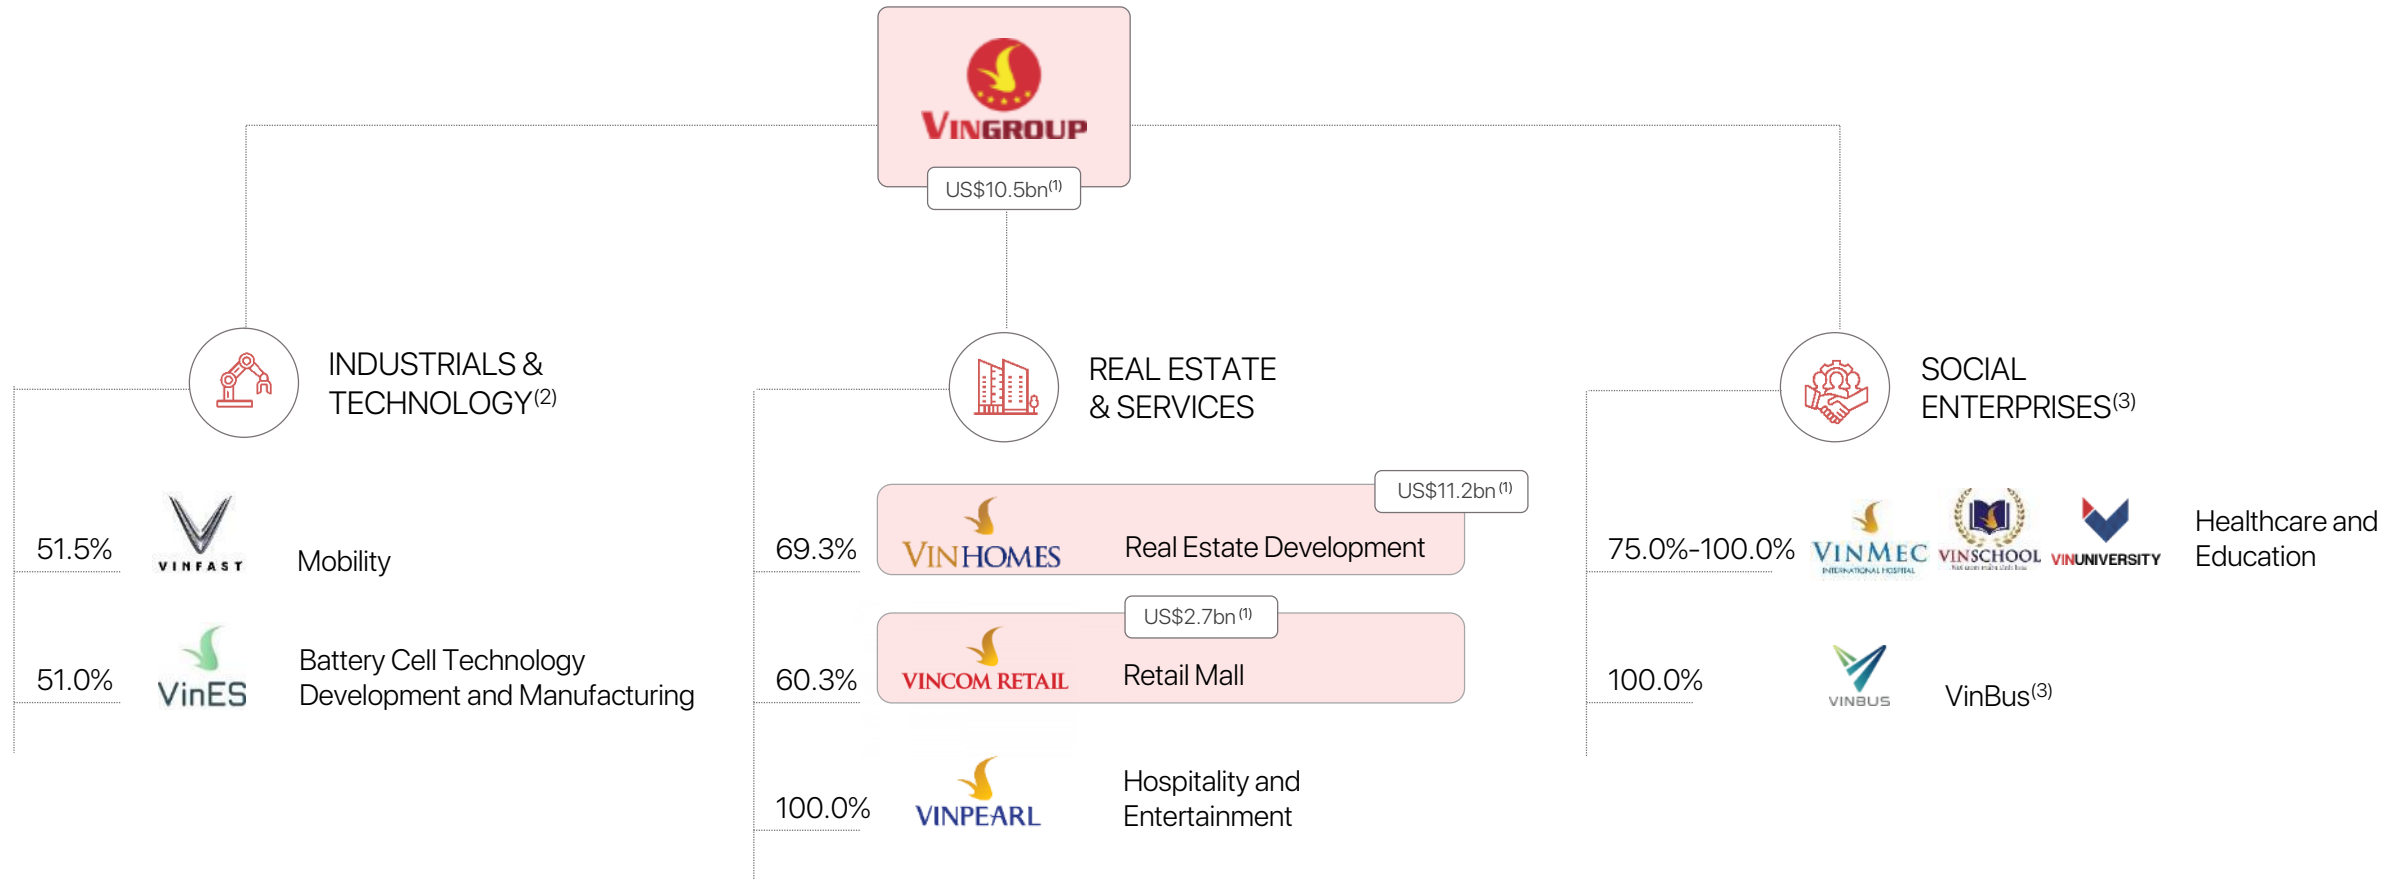 VINGROUP
US$10.5bn(1)
INDUSTRIALS &
TECHNOLOGY(2)
51.5%
VINFAST
Mobility
51.0%
VinES
Battery Cell Technology
Development and Manufacturing
REAL ESTATE
& SERVICES
US$11.2bn(1)
69.3%
VINHOMES
Real Estate Development
US$2.7bn(1)
60.3%
VINCOM RETAIL
Retail Mall
100.0%
VINPEARL
Hospitality and
Entertainment
SOCIAL
ENTERPRISES(3)
75.0%-100.0%
VINMEC
INTERNATIONAL HOSPITAL
VINSCHOOL
VINUNIVERSITY
Healthcare and
Education
100.0%
VINBUS
VinBus(3)